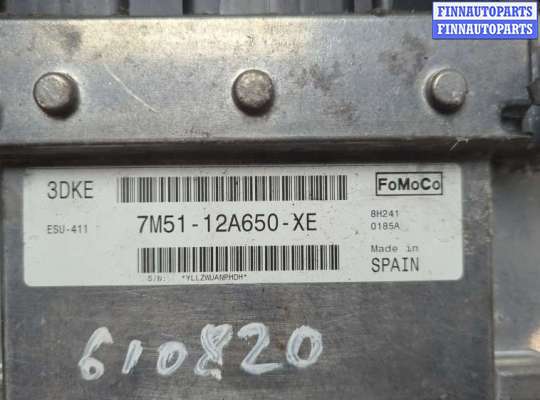 FINNAUTOPARTS
FINNAUTOPARTS
3DKE
FoMoCo
ESU-411
7M51-12A650-XE
8H241
0185A
Made in
SPAIN
S/N: *YLLZWUANPHDH*
610820